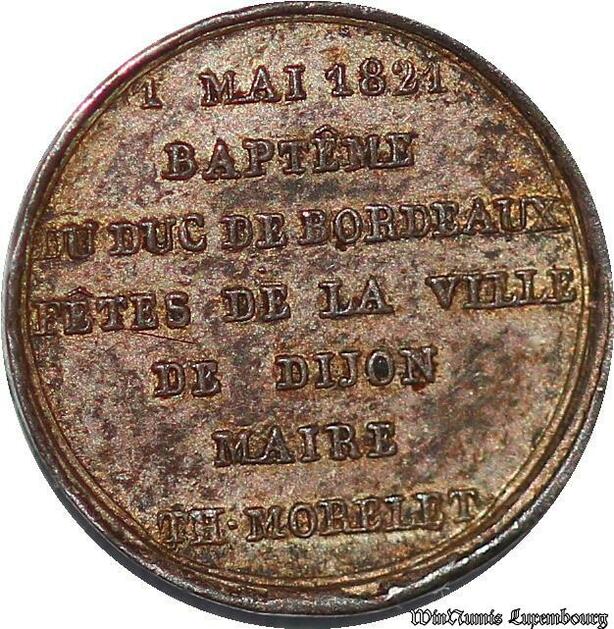 1 MAI 1821
BAPTÊME
DU DUC DE BORDEAUX
FÊTES DE LA VILLE
DE DIJON
MAIRE
TH·MORELET
WinNumis Luxembourg